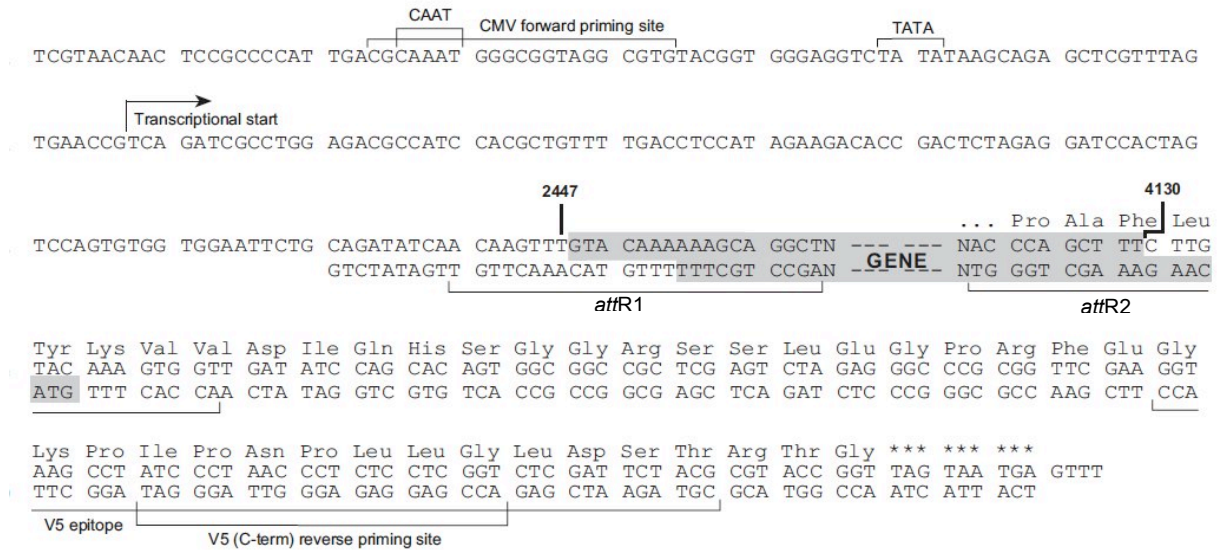 CAAT
CMV forward priming site
TATA
TCGTAACAAC TCCGCCCCAT TGACGCAAAT GGGCGGTAGG CGTGTACGGT GGGAGGTCTA TATAAGCAGA GCTCGTTTAG
Transcriptional start
TGAACCGTCA GATCGCCTGG AGACGCCATC CACGCTGTTT TGACCTCCAT AGAAGACACC GACTCTAGAG GATCCACTAG
2447
4130
... Pro Ala Phe Leu
TCCAGTGTGG TGGAATTCTG CAGATATCAA CAAGTTTGTA CAAAAAAGCA GGCTN --- --- NAC CCA GCT TTC TTG
GENE
GTCTATAGTT GTTCAAACAT GTTTTTTCGT CCGAN --- --- NTG GGT CGA AAG AAC
attR1
attR2
Tyr Lys Val Val Asp Ile Gln His Ser Gly Gly Arg Ser Ser Leu Glu Gly Pro Arg Phe Glu Gly
TAC AAA GTG GTT GAT ATC CAG CAC AGT GGC GGC CGC TCG AGT CTA GAG GGC CCG CGG TTC GAA GGT
ATG TTT CAC CAA CTA TAG GTC GTG TCA CCG CCG GCG AGC TCA GAT CTC CCG GGC GCC AAG CTT CCA
Lys Pro Ile Pro Asn Pro Leu Leu Gly Leu Asp Ser Thr Arg Thr Gly *** *** ***
AAG CCT ATC CCT AAC CCT CTC CTC GGT CTC GAT TCT ACG CGT ACC GGT TAG TAA TGA GTTT
TTC GGA TAG GGA TTG GGA GAG GAG CCA GAG CTA AGA TGC GCA TGG CCA ATC ATT ACT
V5 epitope
V5 (C-term) reverse priming site